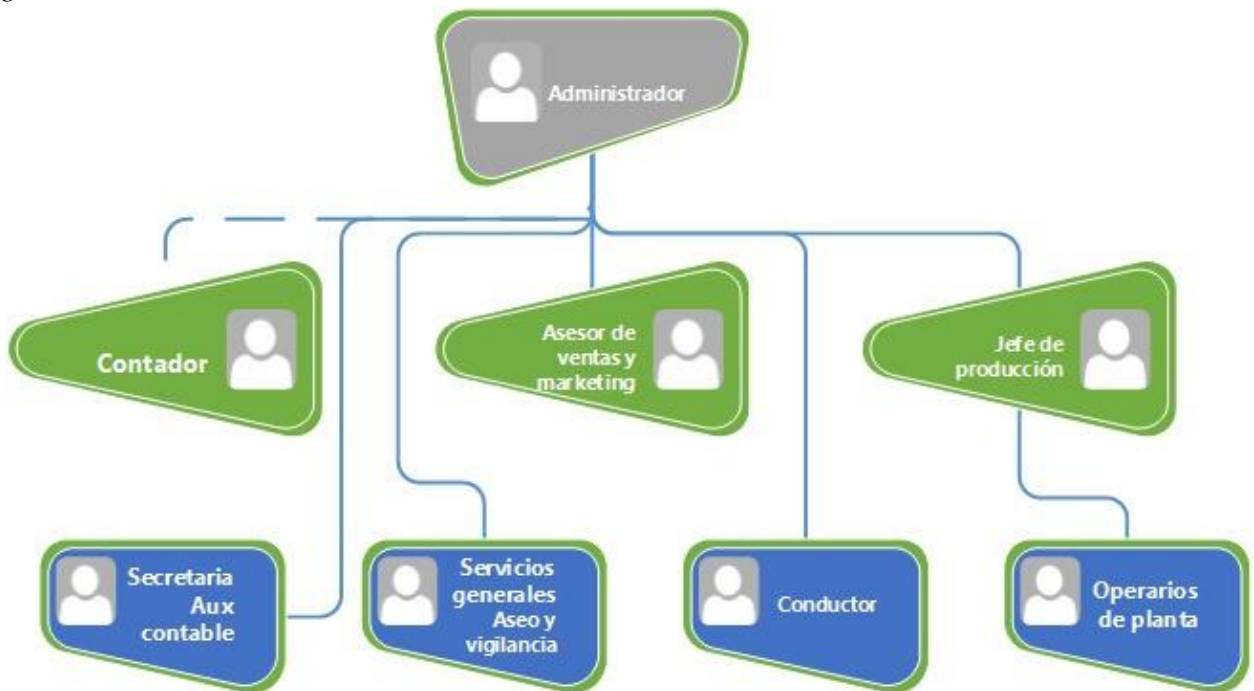 Administrador
Contador
Asesor de
ventas y
marketing
Jefe de
producción
Secretaria
Aux
contable
Servicios
generales
Aseo y
vigilancia
Conductor
Operarios
de planta